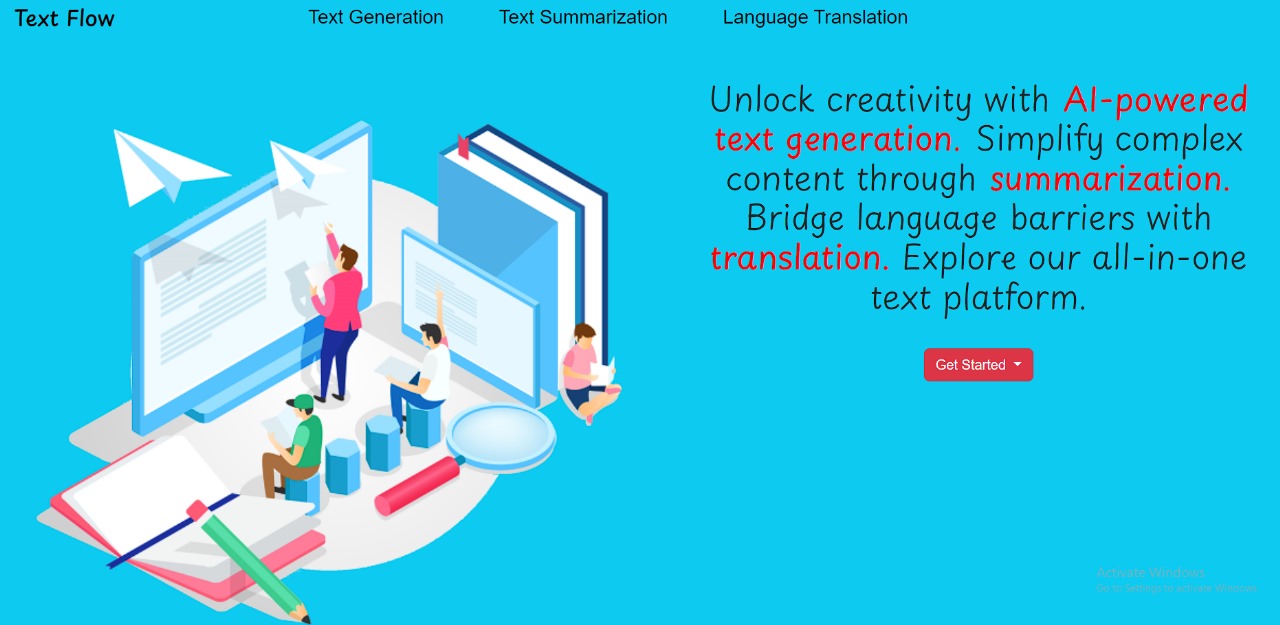 Text Flow
Text Generation
Text Summarization
Language Translation
Unlock creativity with AI-powered
text generation. Simplify complex
content through summarization.
Bridge language barriers with
translation. Explore our all-in-one
text platform.
Get Started
Activate Windows
Go to Settings to activate Windows.